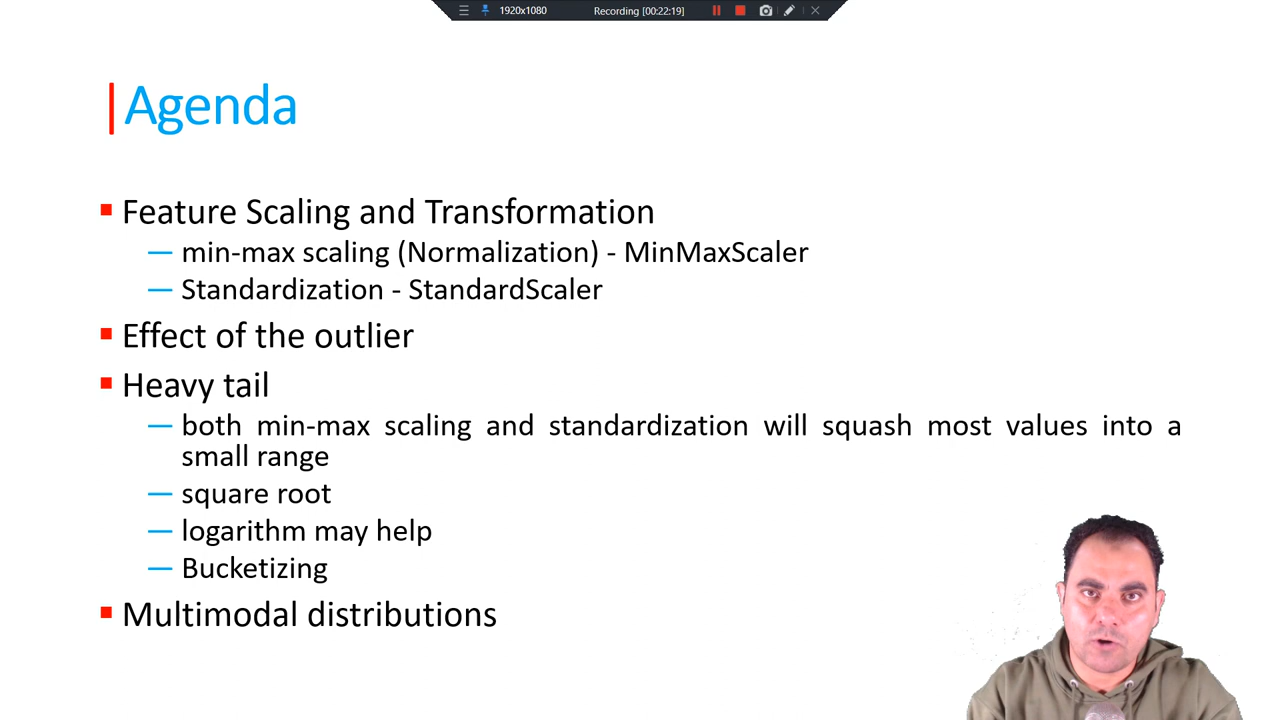 1920x1080 Recording [00:22:19]
Agenda
Feature Scaling and Transformation
min-max scaling (Normalization) - MinMaxScaler
Standardization - StandardScaler
Effect of the outlier
Heavy tail
both min-max scaling and standardization will squash most values into a
small range
square root
logarithm may help
Bucketizing
Multimodal distributions